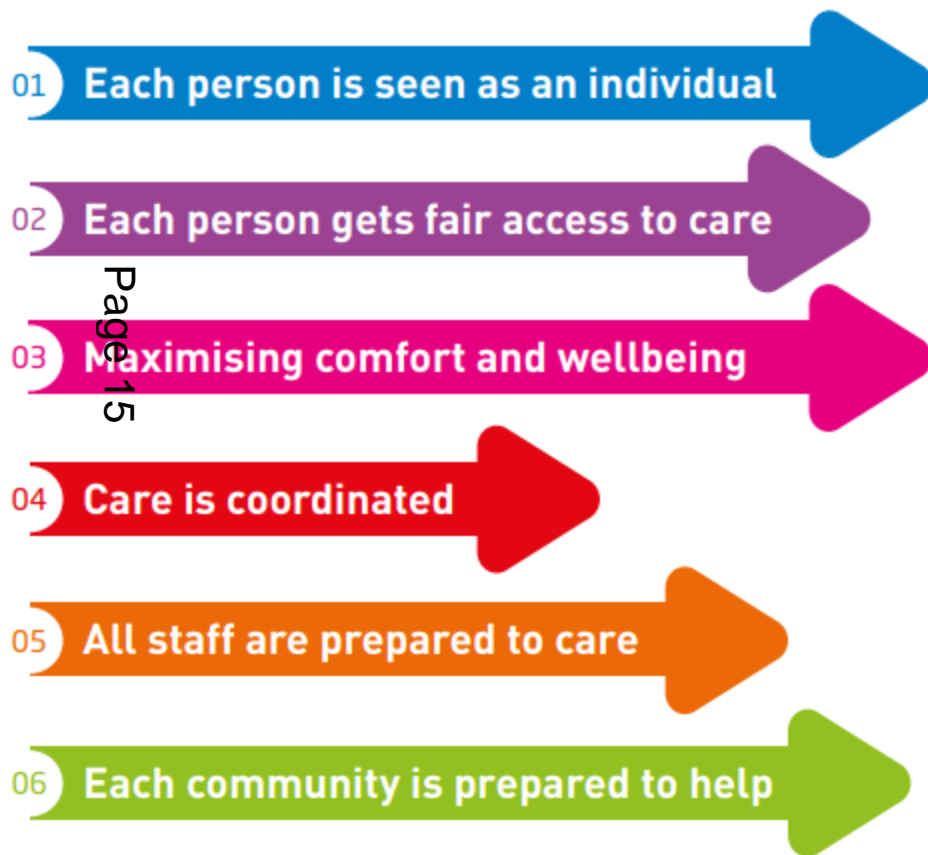 01 Each person is seen as an individual
02 Each person gets fair access to care
Page 15
03 Maximising comfort and wellbeing
04 Care is coordinated
05 All staff are prepared to care
06 Each community is prepared to help